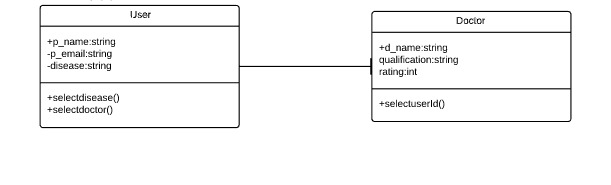 User
+p_name:string
-p_email:string
-disease:string
+selectdisease()
+selectdoctor()
Doctor
+d_name:string
qualification:string
rating:int
+selectuserId()